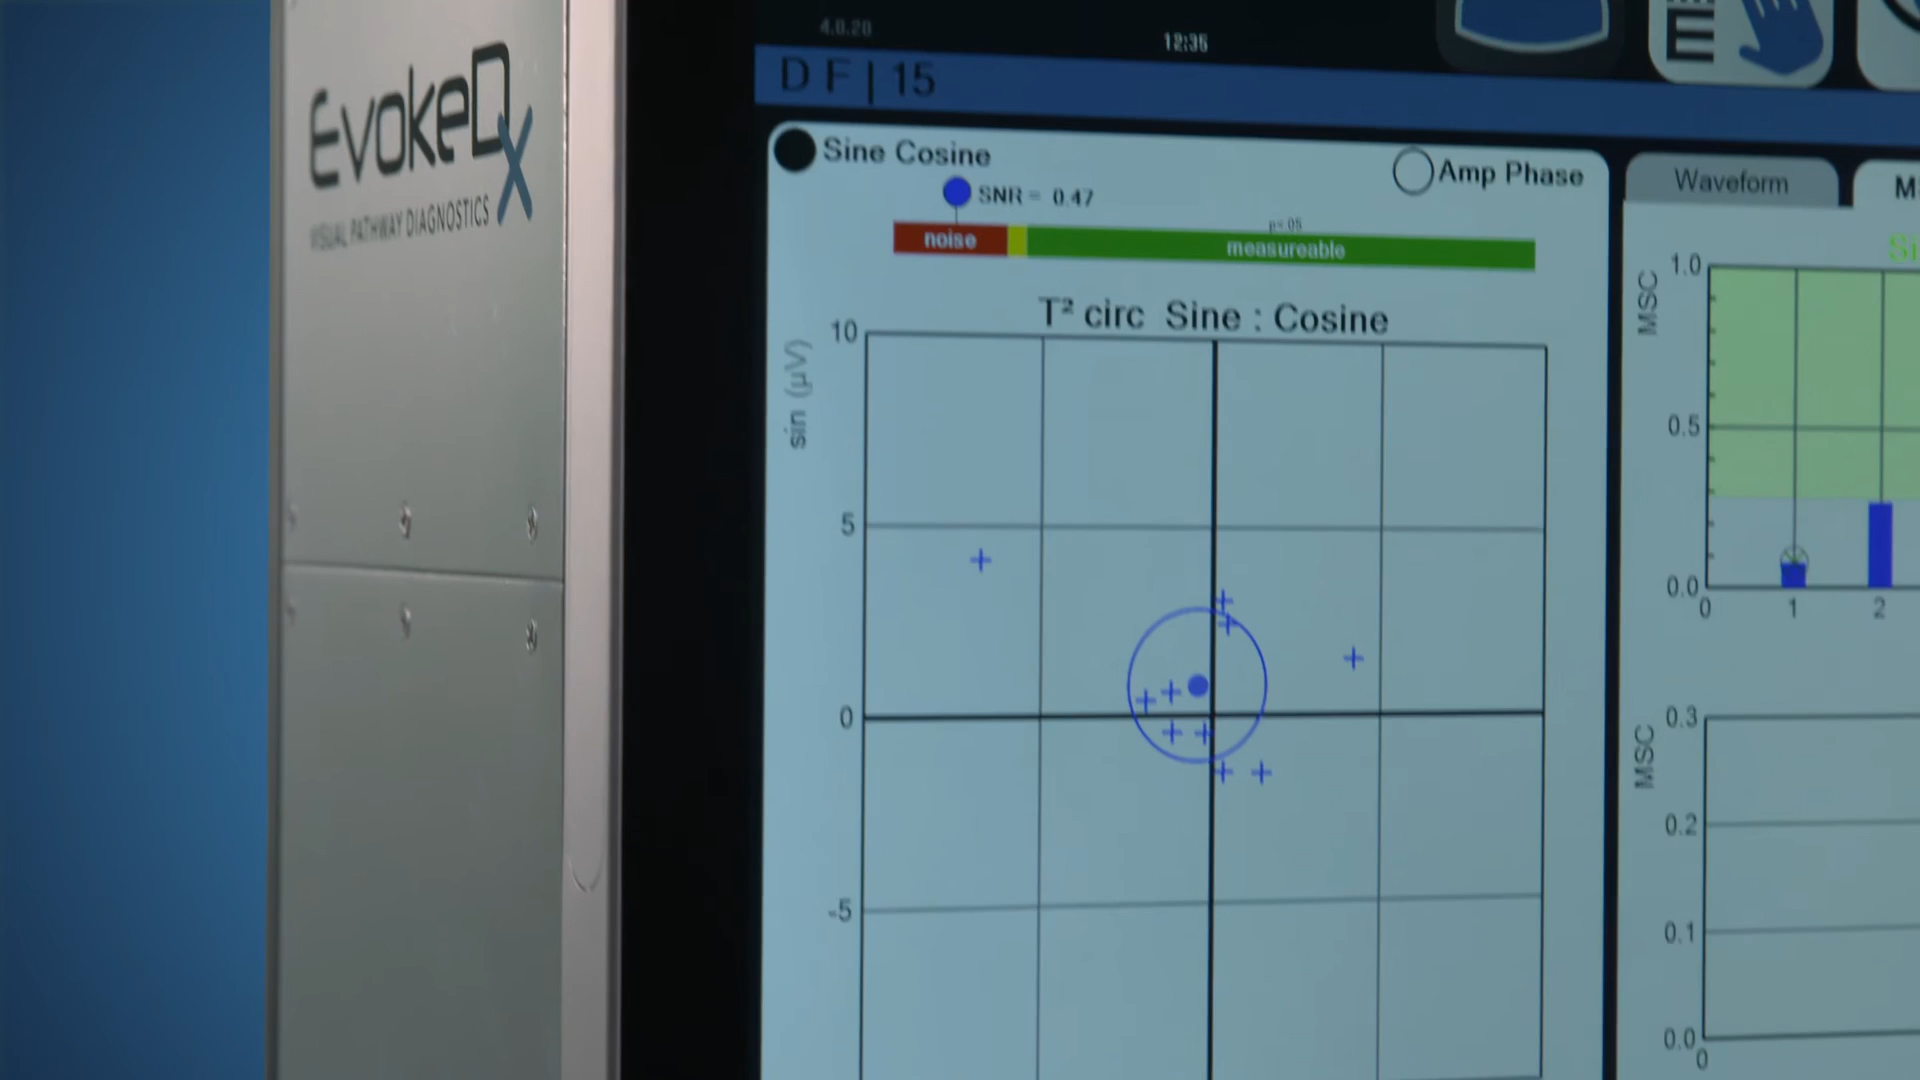 EvokeDx
VISUAL PATHWAY DIAGNOSTICS
4.0.20
12:35
D F | 15
Sine Cosine
Amp Phase
SNR = 0.47
p<.05
noise
measureable
T² circ Sine : Cosine
sin (µV)
10
5
0
-5
Waveform
MSC
1.0
0.5
0.0
0
1
2
MSC
0.3
0.2
0.1
0.0
0